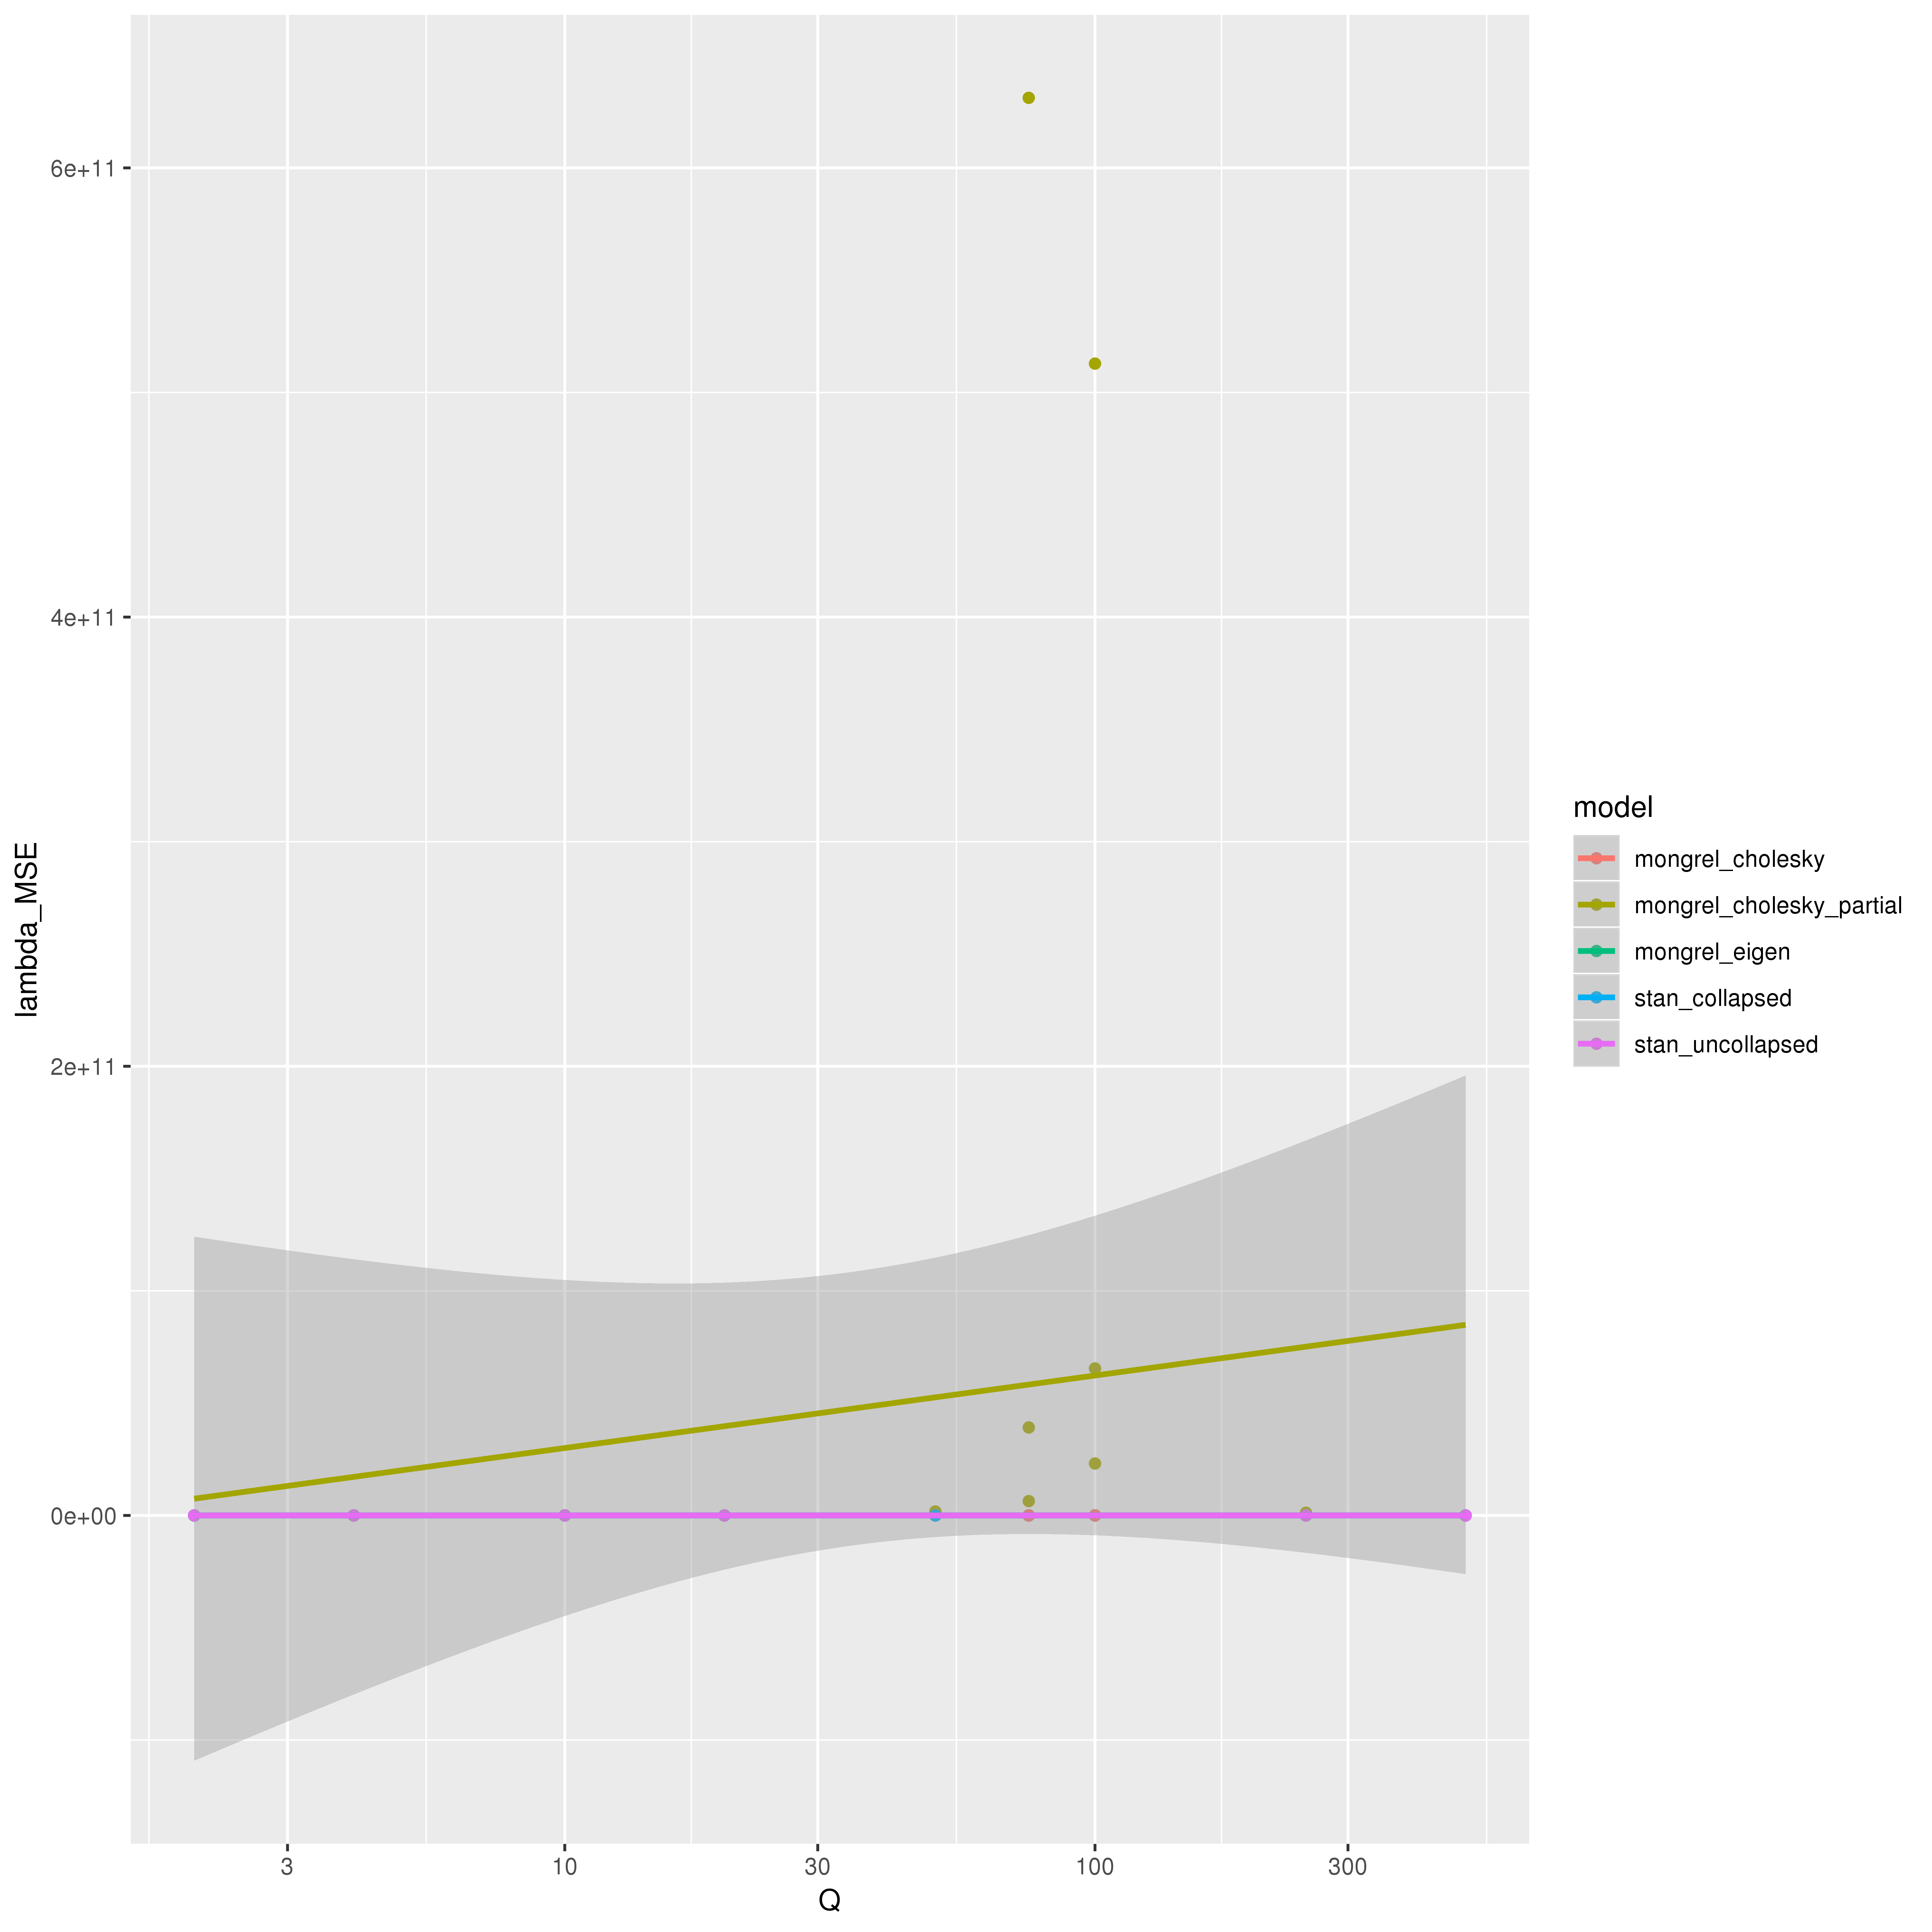 lambda_MSE
6e+11
4e+11
2e+11
0e+00
3
10
30
100
300
Q
model
mongrel_cholesky
mongrel_cholesky_partial
mongrel_eigen
stan_collapsed
stan_uncollapsed